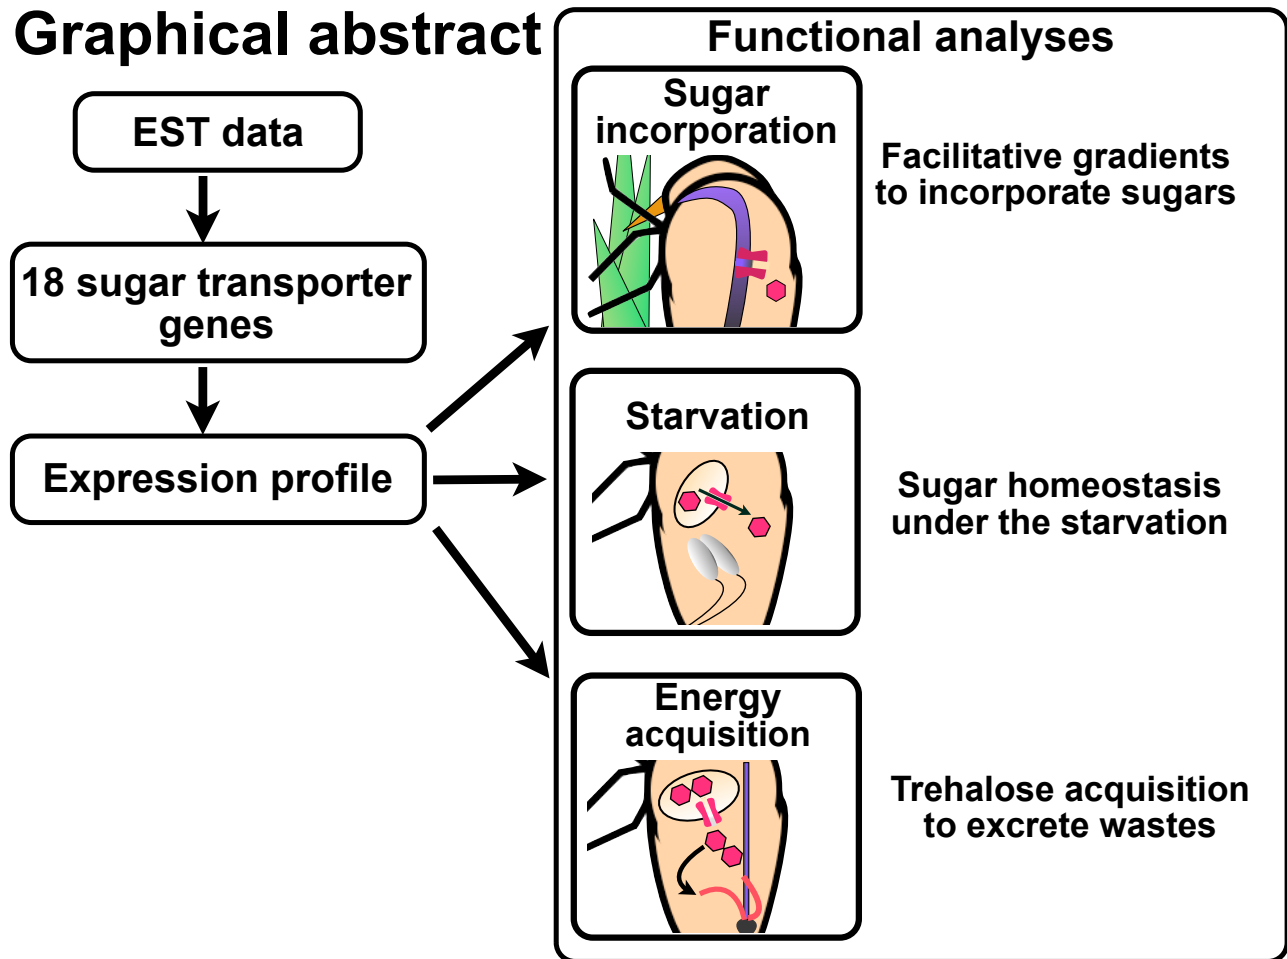 Graphical abstract
EST data
18 sugar transporter
genes
Expression profile
Functional analyses
Sugar
incorporation
Facilitative gradients
to incorporate sugars
Starvation
Sugar homeostasis
under the starvation
Energy
acquisition
Trehalose acquisition
to excrete wastes